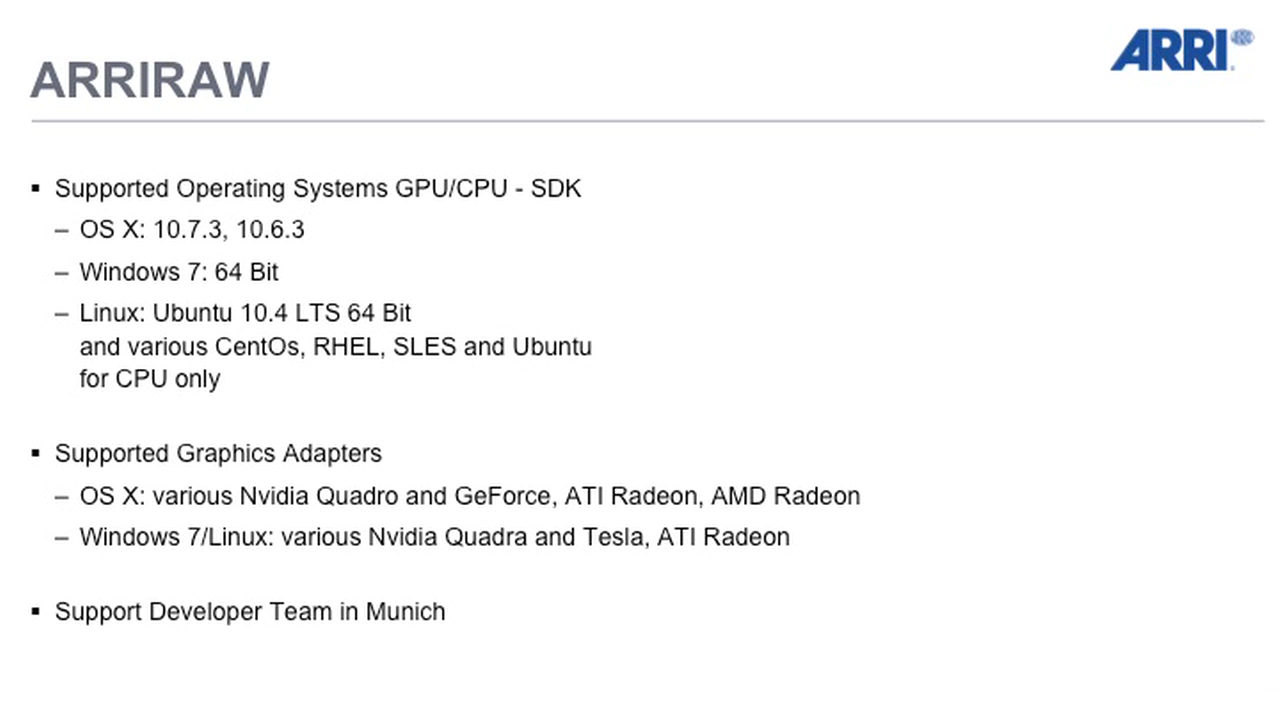 ARRI
ARRIRAW
▪ Supported Operating Systems GPU/CPU - SDK
– OS X: 10.7.3, 10.6.3
– Windows 7: 64 Bit
– Linux: Ubuntu 10.4 LTS 64 Bit
and various CentOs, RHEL, SLES and Ubuntu
for CPU only
▪ Supported Graphics Adapters
– OS X: various Nvidia Quadro and GeForce, ATI Radeon, AMD Radeon
– Windows 7/Linux: various Nvidia Quadra and Tesla, ATI Radeon
▪ Support Developer Team in Munich